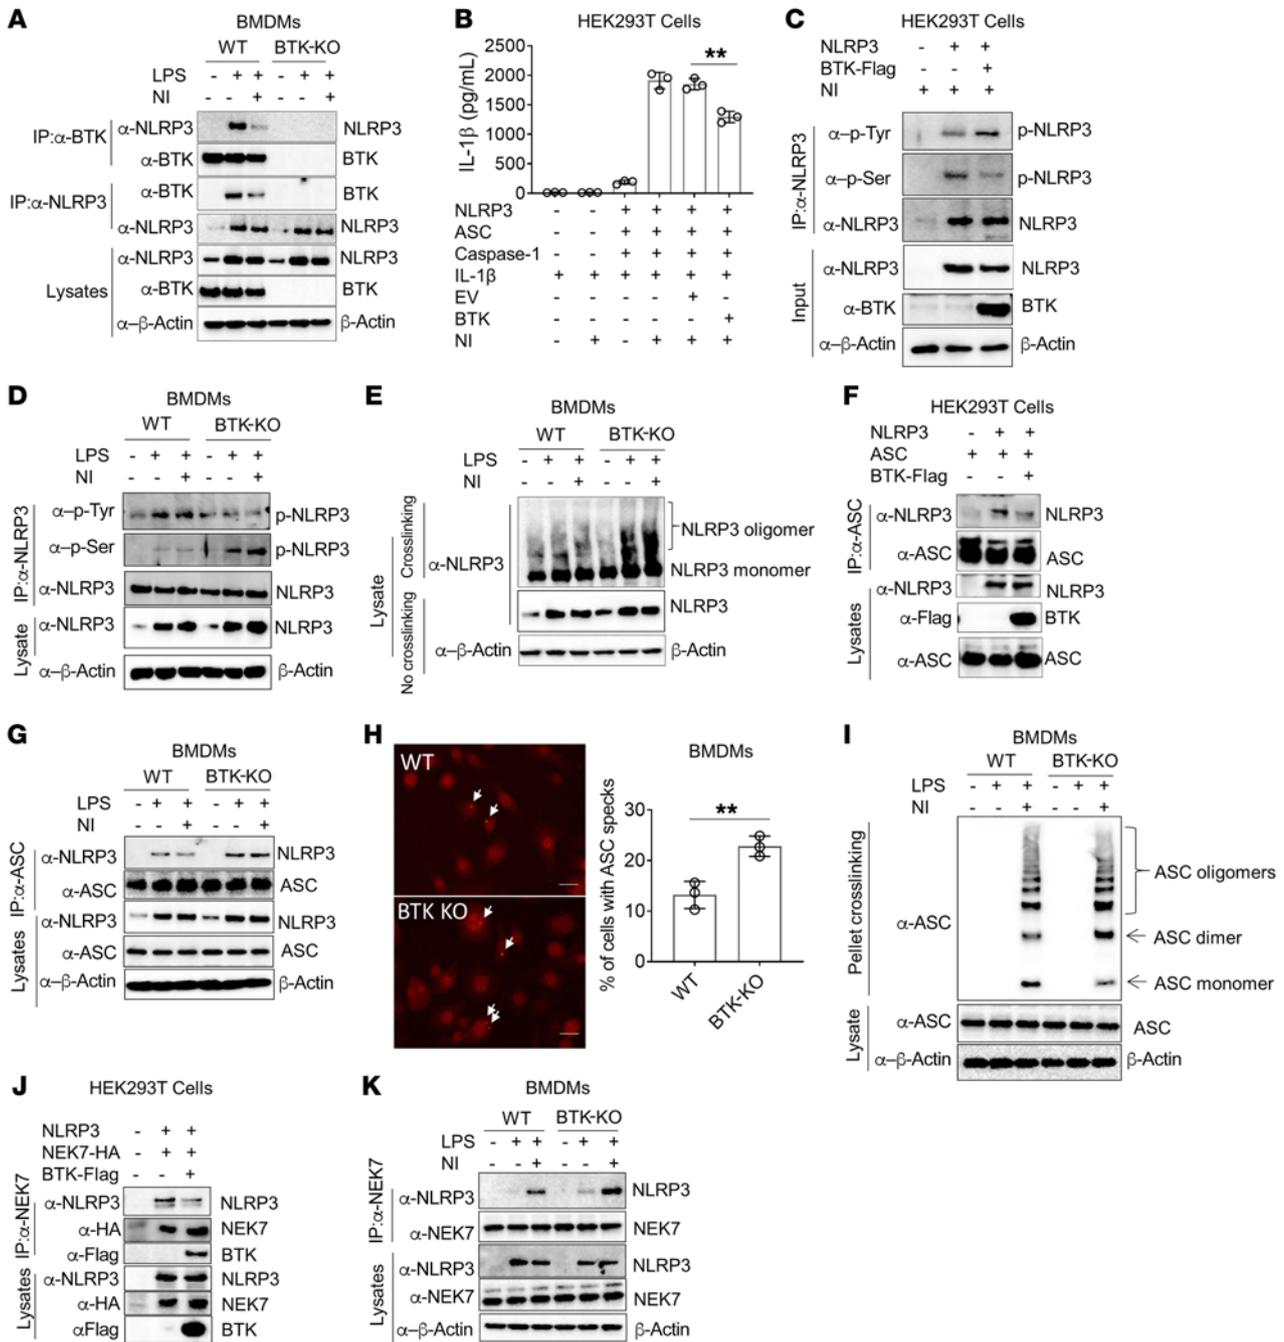 A
BMDMs
WT BTK-KO
LPS - + + - + +
NI - - + - - +
IP:α-BTK
α-NLRP3 NLRP3
α-BTK BTK
IP:α-NLRP3
α-BTK BTK
α-NLRP3 NLRP3
Lysates
α-NLRP3 NLRP3
α-BTK BTK
α–β-Actin β-Actin
B
HEK293T Cells
IL-1β (pg/mL)
2500
2000
1500
1000
500
0
**
NLRP3 - - + + + +
ASC - - + + + +
Caspase-1 - - + + + +
IL-1β + + + + + +
EV - - - - + -
BTK - - - - - +
NI - + - + + +
C
HEK293T Cells
NLRP3 - + +
BTK-Flag - - +
NI + + +
IP:α-NLRP3
α–p-Tyr p-NLRP3
α–p-Ser p-NLRP3
α-NLRP3 NLRP3
Input
α-NLRP3 NLRP3
α-BTK BTK
α–β-Actin β-Actin
D
BMDMs
WT BTK-KO
LPS - + + - + +
NI - - + - - +
IP:α-NLRP3
α–p-Tyr p-NLRP3
α–p-Ser p-NLRP3
α-NLRP3 NLRP3
Lysate
α-NLRP3 NLRP3
α–β-Actin β-Actin
E
BMDMs
WT BTK-KO
LPS - + + - + +
NI - - + - - +
Lysate
Crosslinking
No crosslinking
α-NLRP3
NLRP3 oligomer
NLRP3 monomer
NLRP3
α–β-Actin β-Actin
F
HEK293T Cells
NLRP3 - + +
ASC + + +
BTK-Flag - - +
IP:α-ASC
α-NLRP3 NLRP3
α-ASC ASC
Lysates
α-NLRP3 NLRP3
α-Flag BTK
α-ASC ASC
G
BMDMs
WT BTK-KO
LPS - + + - + +
NI - - + - - +
IP:α-ASC
α-NLRP3 NLRP3
α-ASC ASC
Lysates
α-NLRP3 NLRP3
α-ASC ASC
α–β-Actin β-Actin
H
WT
BTK KO
BMDMs
% of cells with ASC specks
30
20
10
0
**
WT
BTK-KO
I
BMDMs
WT BTK-KO
LPS - + + - + +
NI - - + - - +
Pellet crosslinking
α-ASC
ASC oligomers
ASC dimer
ASC monomer
Lysate
α-ASC ASC
α–β-Actin β-Actin
J
HEK293T Cells
NLRP3 - + +
NEK7-HA - + +
BTK-Flag - - +
IP:α-NEK7
α-NLRP3 NLRP3
α-HA NEK7
α-Flag BTK
Lysates
α-NLRP3 NLRP3
α-HA NEK7
αFlag BTK
K
BMDMs
WT BTK-KO
LPS - + + - + +
NI - - + - - +
IP:α-NEK7
α-NLRP3 NLRP3
α-NEK7 NEK7
Lysates
α-NLRP3 NLRP3
α-NEK7 NEK7
α–β-Actin β-Actin